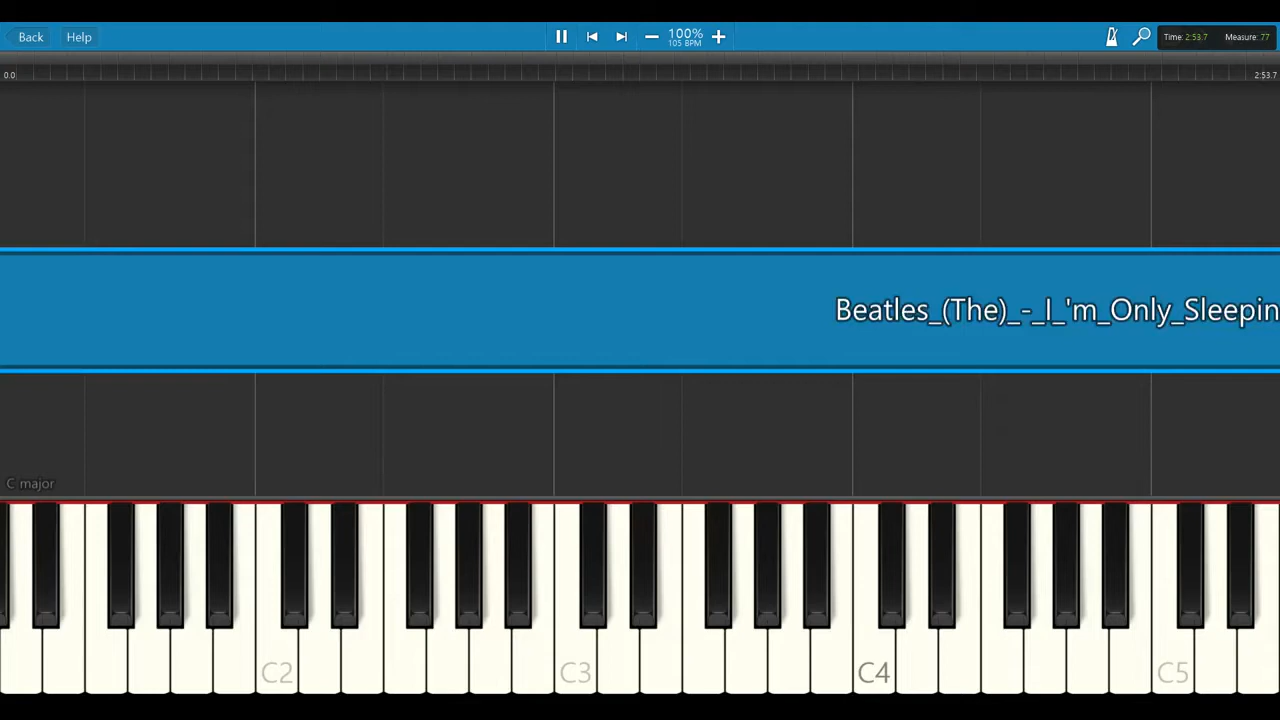 Back Help 100% Time: 2:53.7 Measure: 77
105 BPM
0.0 2:53.7
Beatles_(The)_-_I_'m_Only_Sleepin
C major
C2 C3 C4 C5